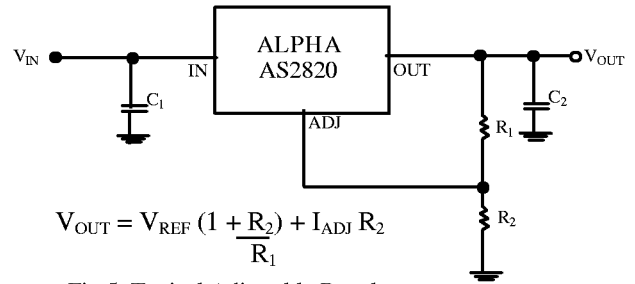 ALPHA
AS2820
V_IN
IN
OUT
V_OUT
C_1
ADJ
C_2
R_1
R_2
V_OUT = V_REF (1 + R_2) + I_ADJ R_2
R_1